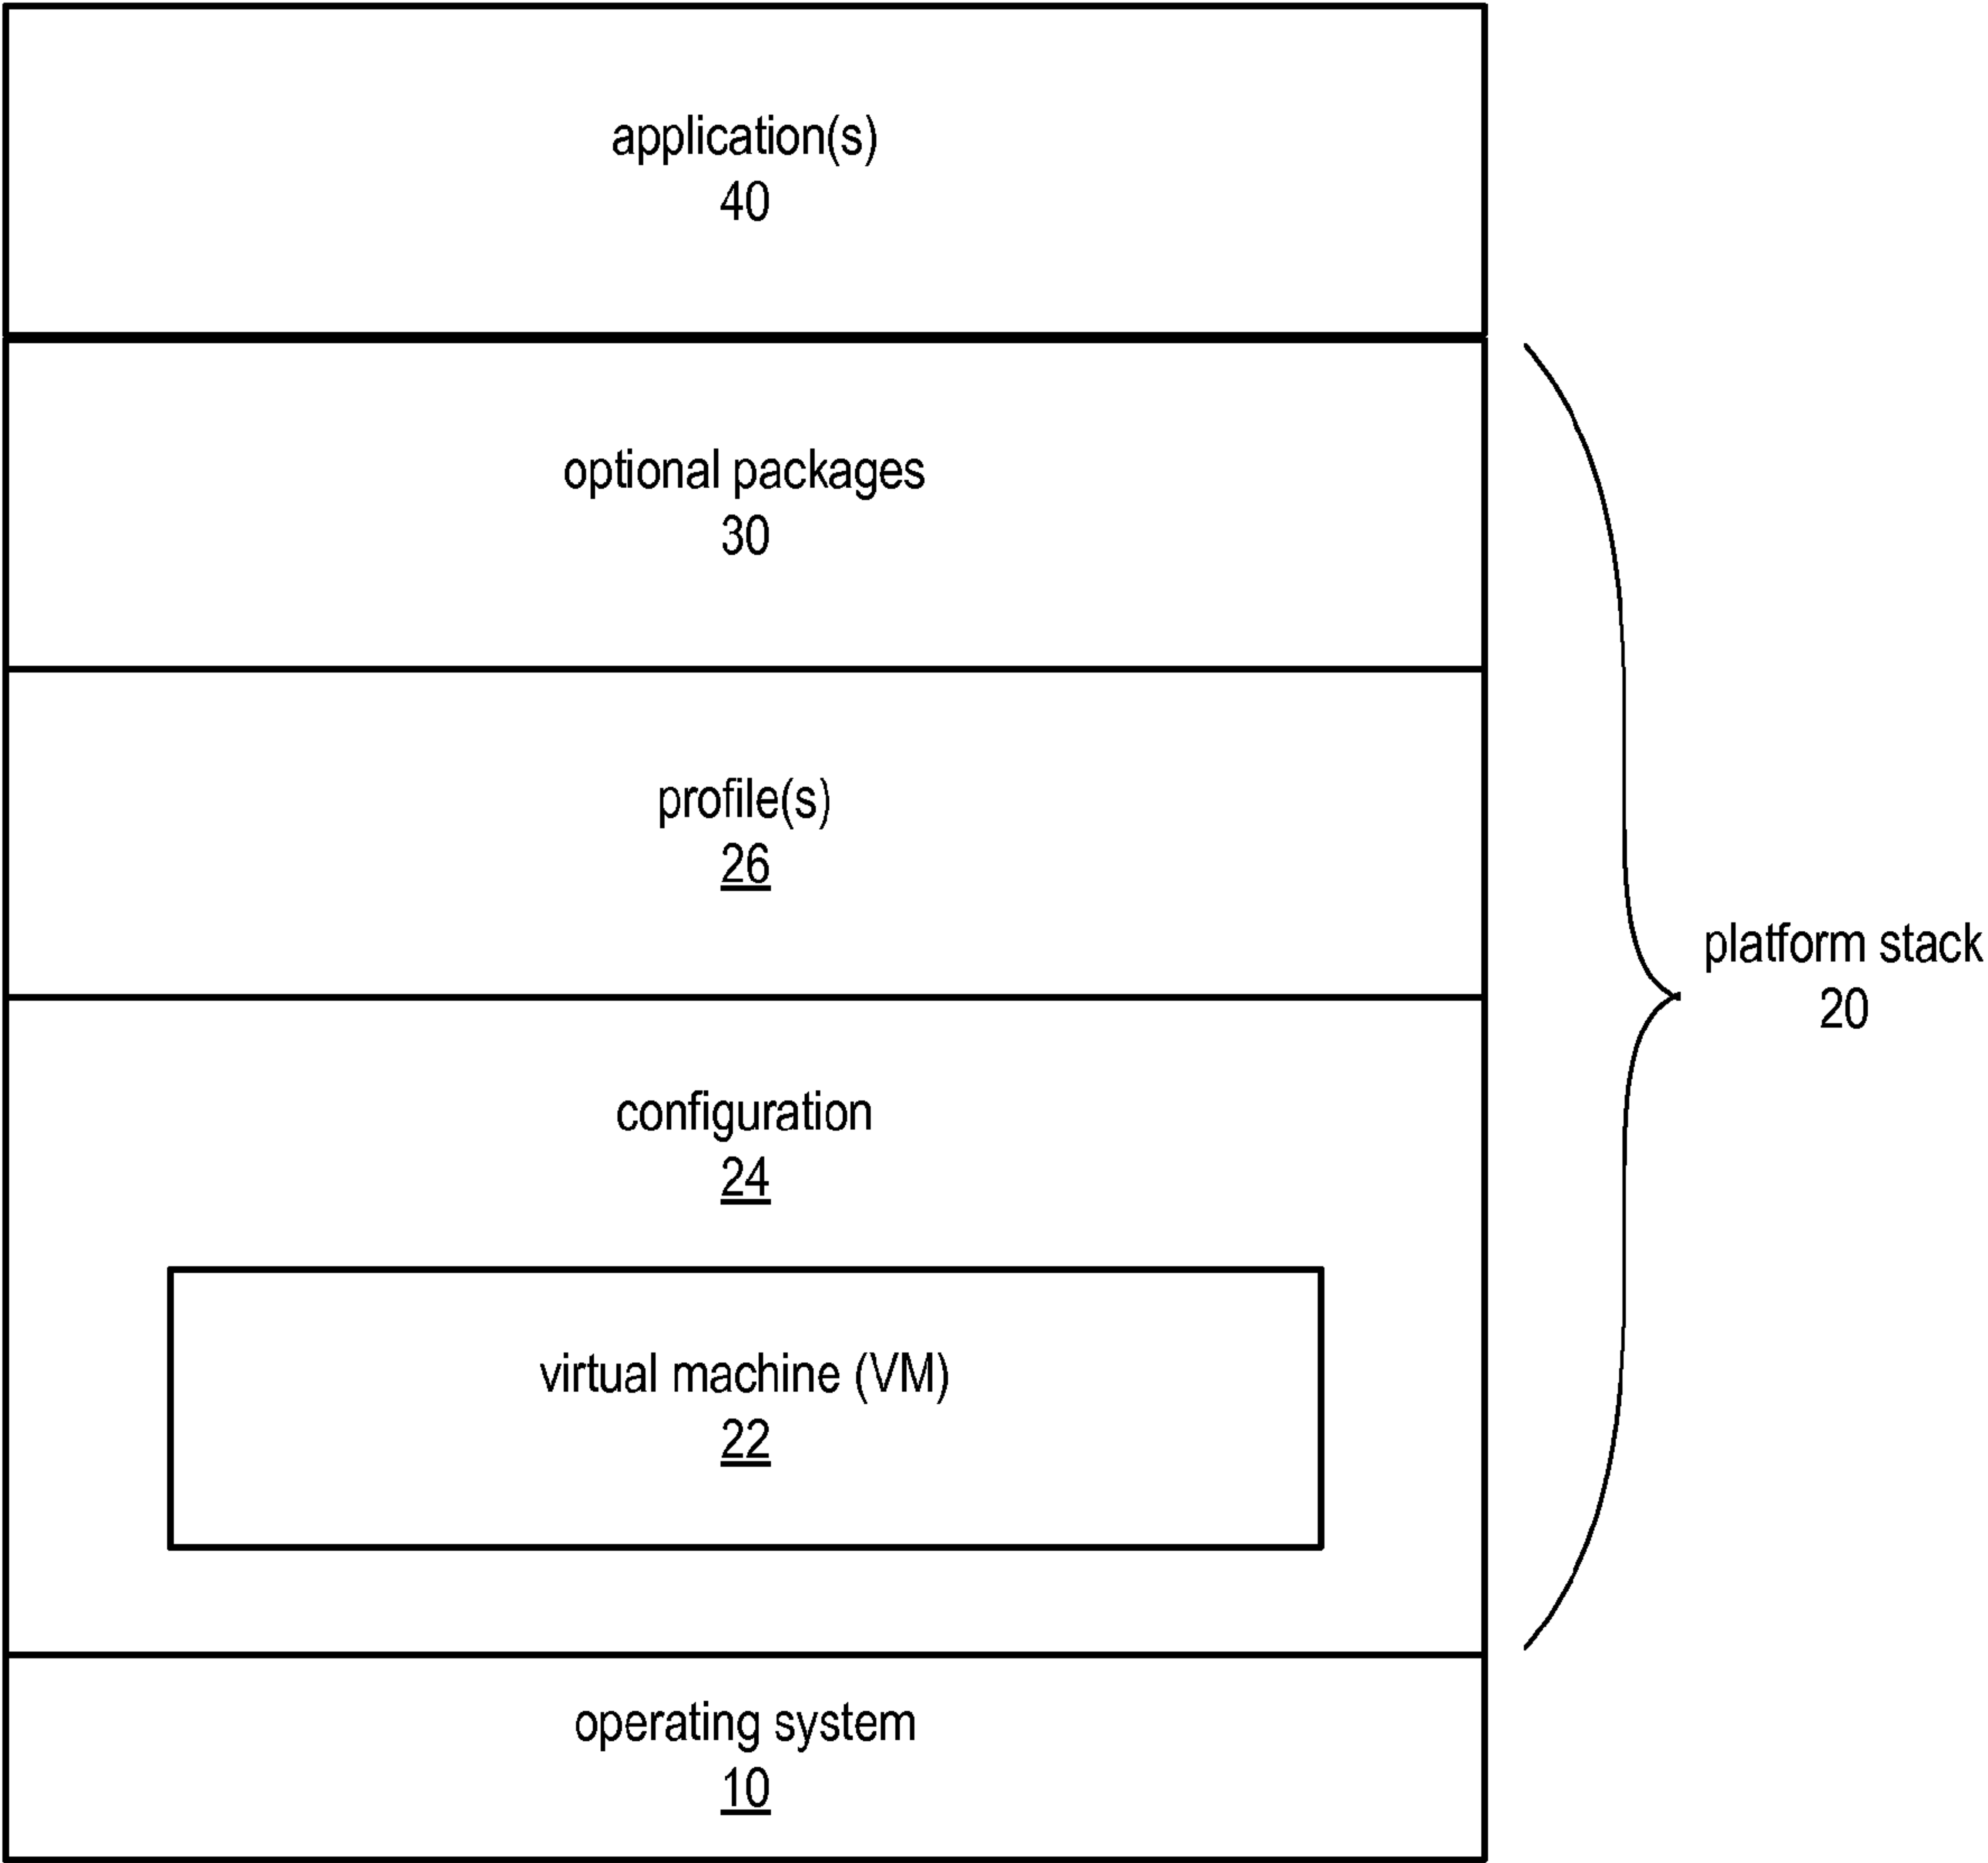 application(s)
40
optional packages
30
profile(s)
26
platform stack
20
configuration
24
virtual machine (VM)
22
operating system
10